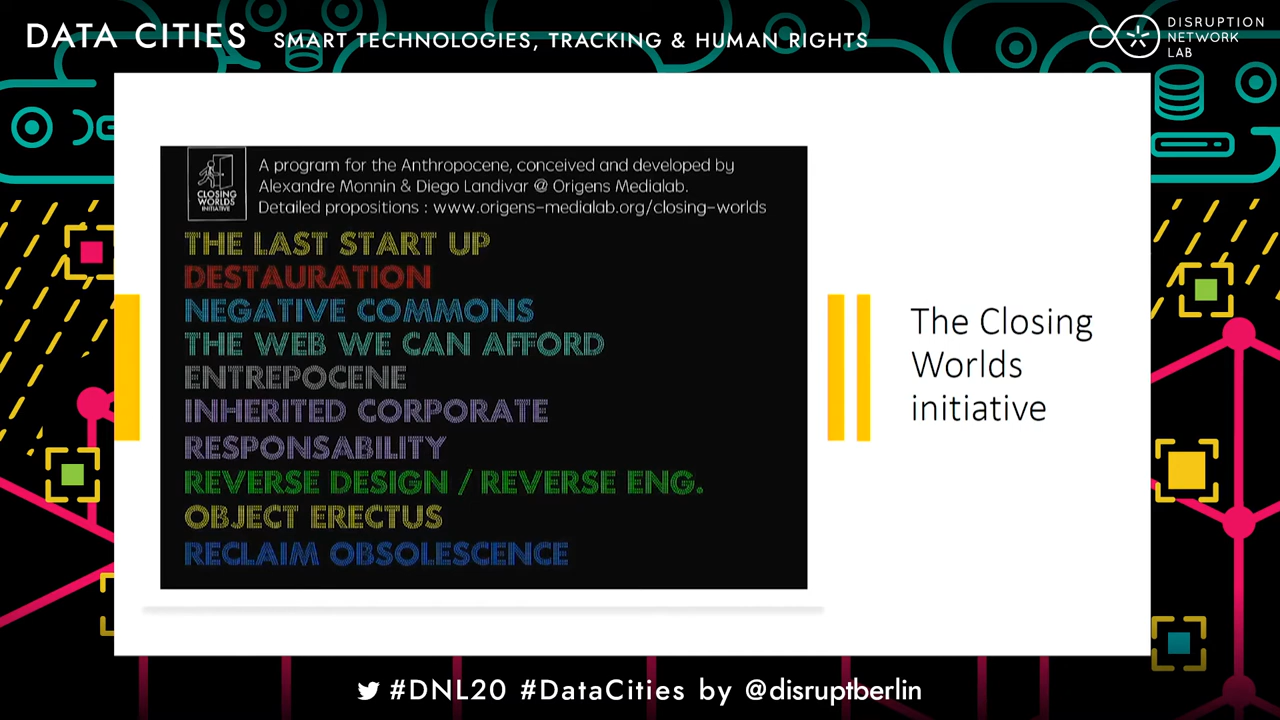 DATA CITIES SMART TECHNOLOGIES, TRACKING & HUMAN RIGHTS
DISRUPTION
NETWORK
LAB
CLOSING
WORLDS
INITIATIVE
A program for the Anthropocene, conceived and developed by
Alexandre Monnin & Diego Landivar @ Origens Medialab.
Detailed propositions : www.origens-medialab.org/closing-worlds
THE LAST START UP
DESTAURATION
NEGATIVE COMMONS
THE WEB WE CAN AFFORD
ENTREPOCENE
INHERITED CORPORATE
RESPONSABILITY
REVERSE DESIGN / REVERSE ENG.
OBJECT ERECTUS
RECLAIM OBSOLESCENCE
The Closing
Worlds
initiative
#DNL20 #DataCities by @disruptberlin